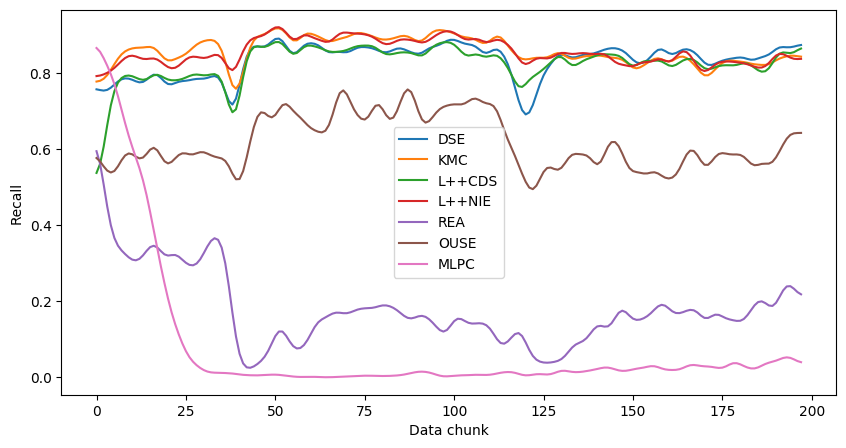 0.8
0.6
0.4
0.2
0.0
Recall
DSE
KMC
L++CDS
L++NIE
REA
OUSE
MLPC
0 25 50 75 100 125 150 175 200
Data chunk